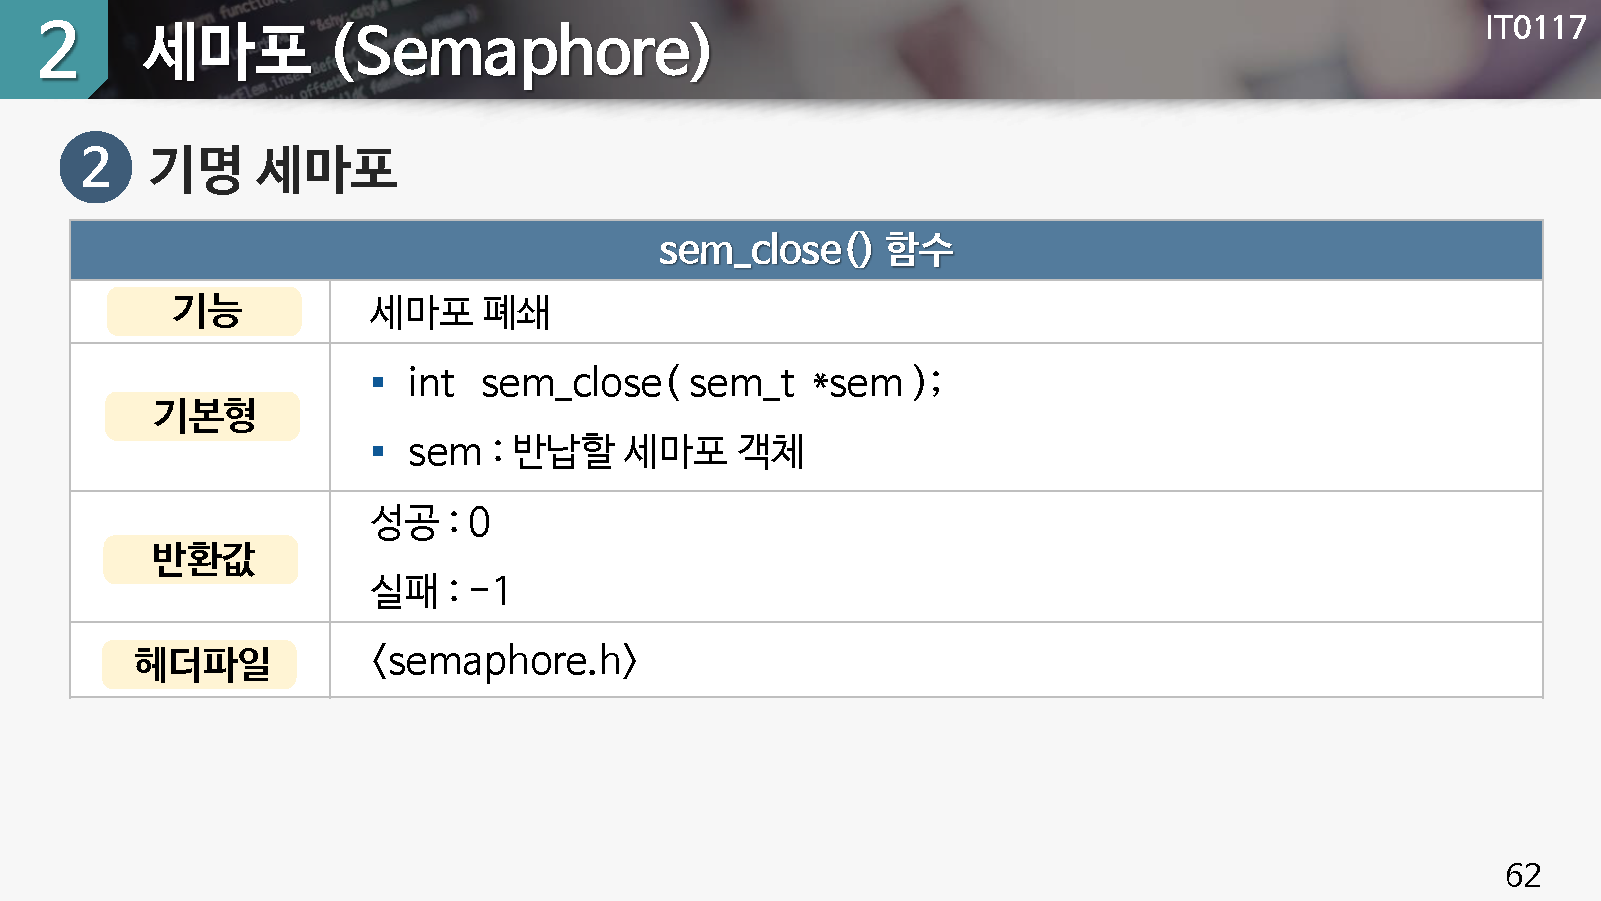 2 세마포 (Semaphore)
IT0117
2 기명 세마포
sem_close() 함수
기능 세마포 폐쇄
기본형
▪ int sem_close( sem_t *sem );
▪ sem : 반납할 세마포 객체
반환값
성공 : 0
실패 : -1
헤더파일 <semaphore.h>
62